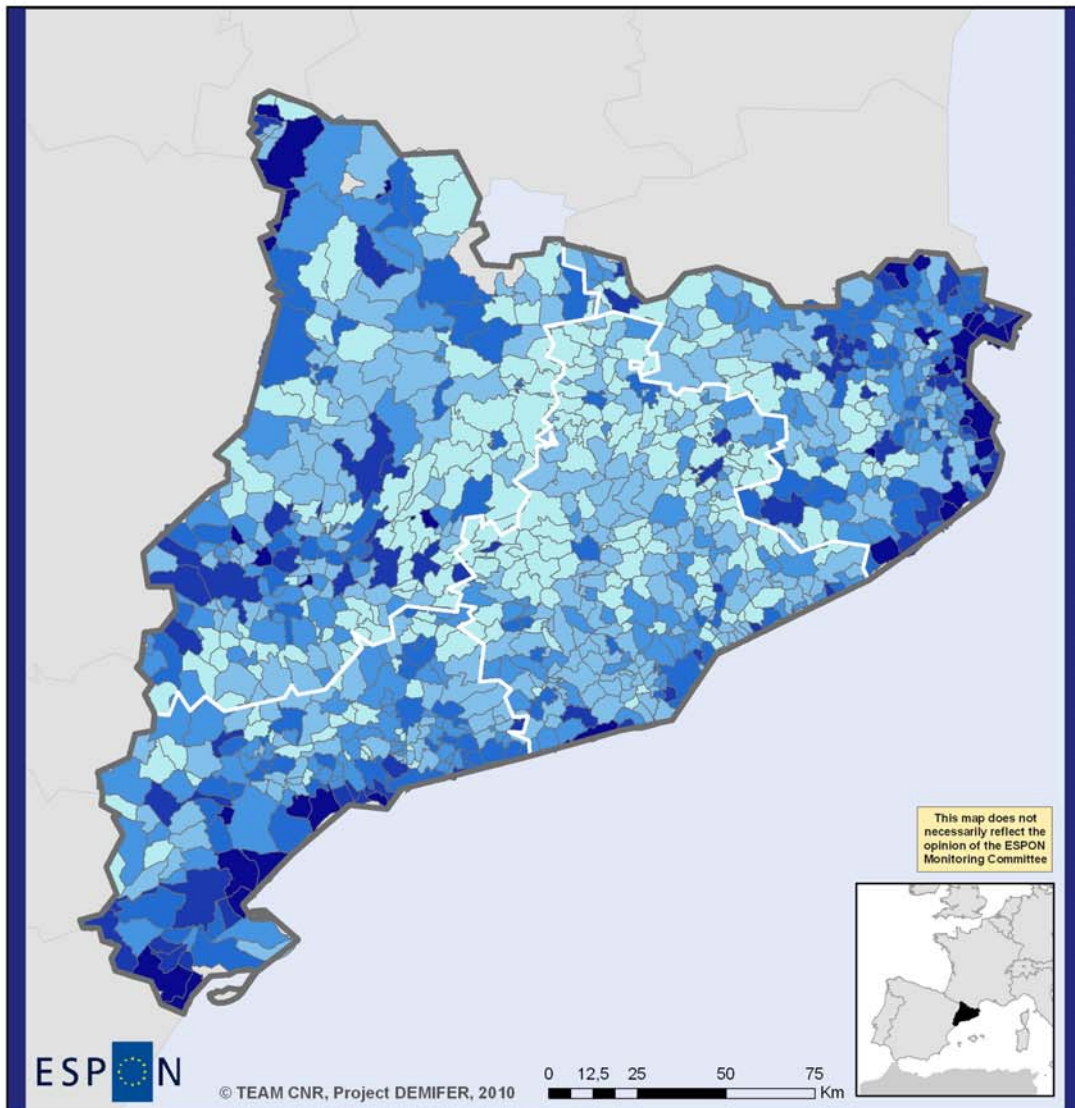 This map does not
necessarily reflect the
opinion of the ESPON
Monitoring Committee
ESPON
© TEAM CNR, Project DEMIFER, 2010
0 12,5 25 50 75
Km